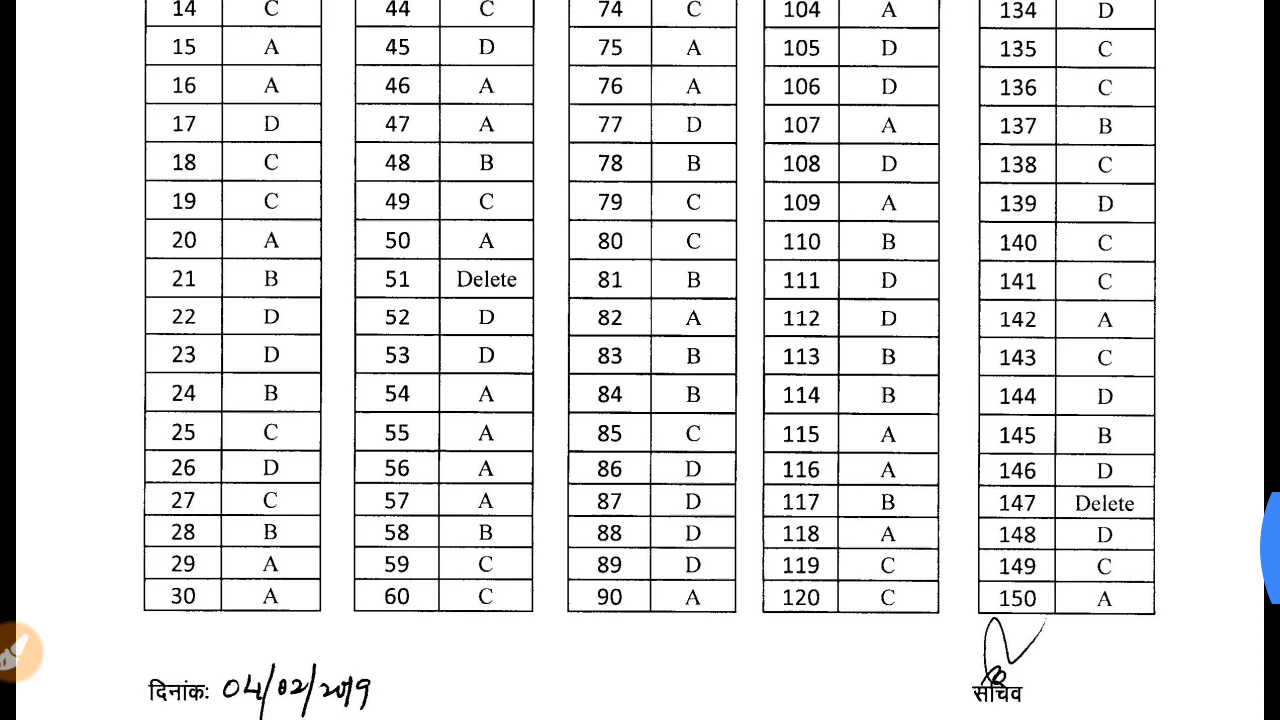 14 C 44 C 74 C 104 A 134 D
15 A 45 D 75 A 105 D 135 C
16 A 46 A 76 A 106 D 136 C
17 D 47 A 77 D 107 A 137 B
18 C 48 B 78 B 108 D 138 C
19 C 49 C 79 C 109 A 139 D
20 A 50 A 80 C 110 B 140 C
21 B 51 Delete 81 B 111 D 141 C
22 D 52 D 82 A 112 D 142 A
23 D 53 D 83 B 113 B 143 C
24 B 54 A 84 B 114 B 144 D
25 C 55 A 85 C 115 A 145 B
26 D 56 A 86 D 116 A 146 D
27 C 57 A 87 D 117 B 147 Delete
28 B 58 B 88 D 118 A 148 D
29 A 59 C 89 D 119 C 149 C
30 A 60 C 90 A 120 C 150 A
दिनांकः 04/02/2019 सचिव